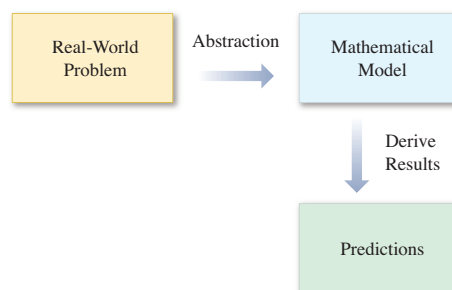 Real-World
Problem
Abstraction
Mathematical
Model
Derive
Results
Predictions